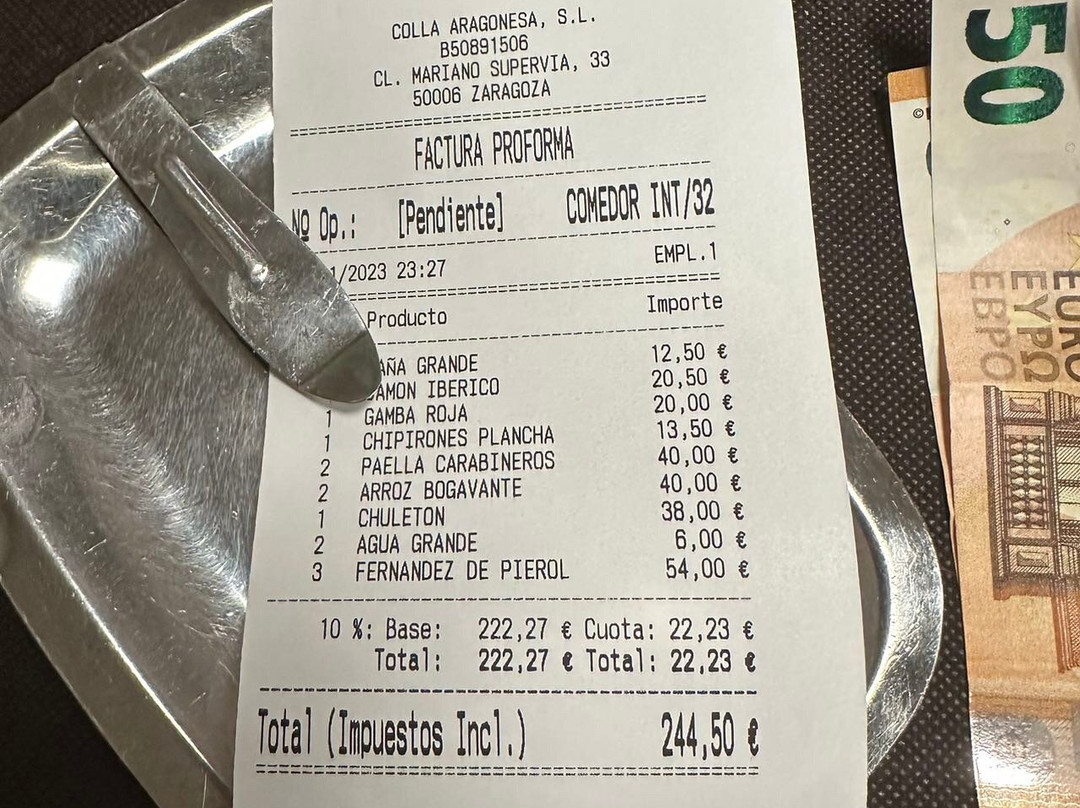 COLLA ARAGONESA, S.L.
B50891506
CL. MARIANO SUPERVIA, 33
50006 ZARAGOZA
FACTURA PROFORMA
Nº Op.: [Pendiente] COMEDOR INT/32
1/2023 23:27 EMPL.1
Producto Importe
AÑA GRANDE 12,50 €
AMON IBERICO 20,50 €
1 GAMBA ROJA 20,00 €
1 CHIPIRONES PLANCHA 13,50 €
2 PAELLA CARABINEROS 40,00 €
2 ARROZ BOGAVANTE 40,00 €
1 CHULETON 38,00 €
2 AGUA GRANDE 6,00 €
3 FERNANDEZ DE PIEROL 54,00 €
10 %: Base: 222,27 € Cuota: 22,23 €
Total: 222,27 € Total: 22,23 €
Total (Impuestos Incl.) 244,50 €
50
EURO
ΕΥΡΩ
ЕВРО
©